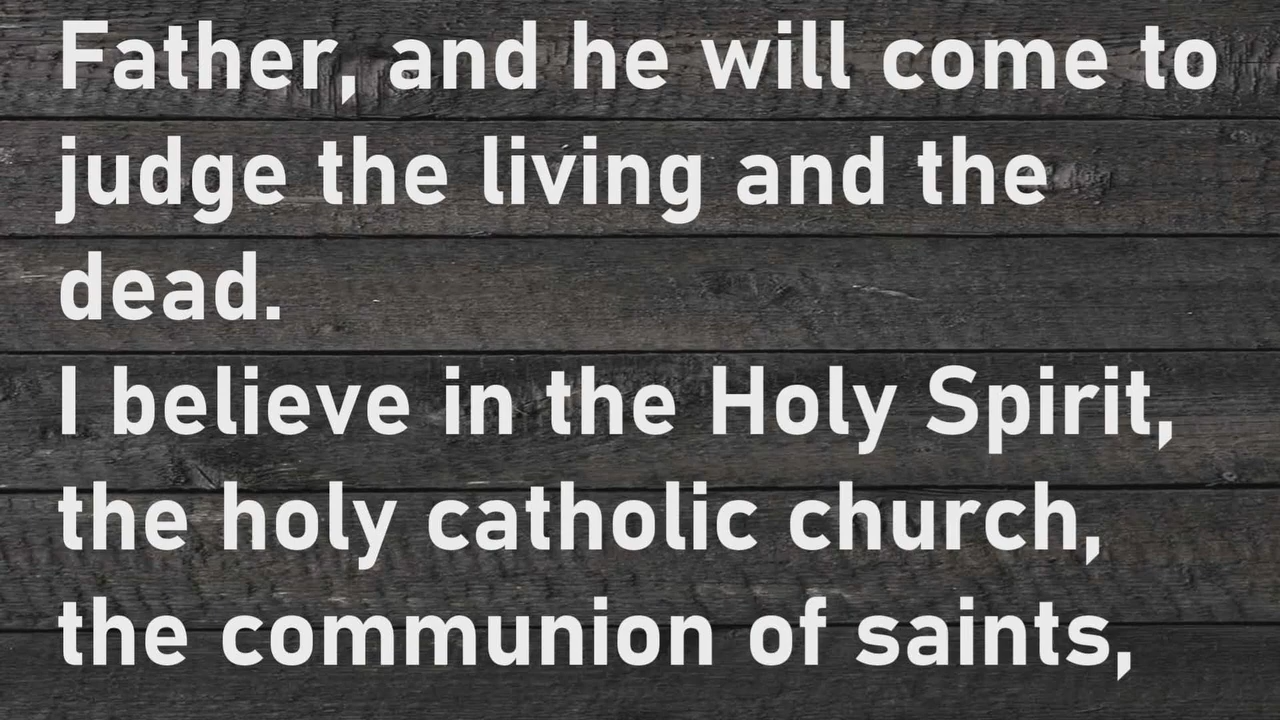 Father, and he will come to
judge the living and the
dead.
I believe in the Holy Spirit,
the holy catholic church,
the communion of saints,